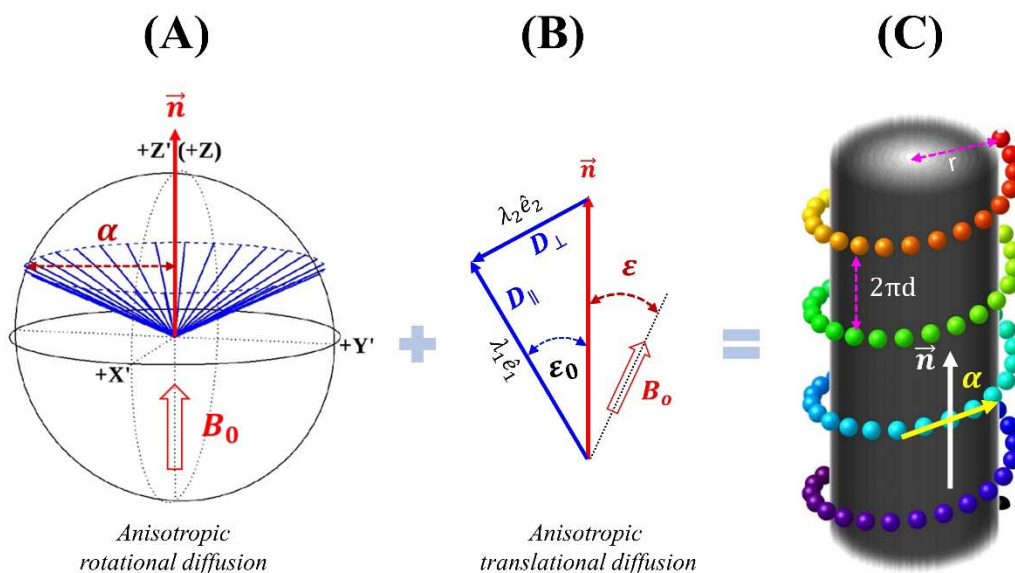 (A)
(B)
(C)
n⃗
+Z' (+Z)
α
+Y'
+X'
B₀
Anisotropic
rotational diffusion
n⃗
λ₂ê₂
D⊥
D∥
λ₁ê₁
ε
ε₀
Bₒ
Anisotropic
translational diffusion
r
2πd
n⃗
α